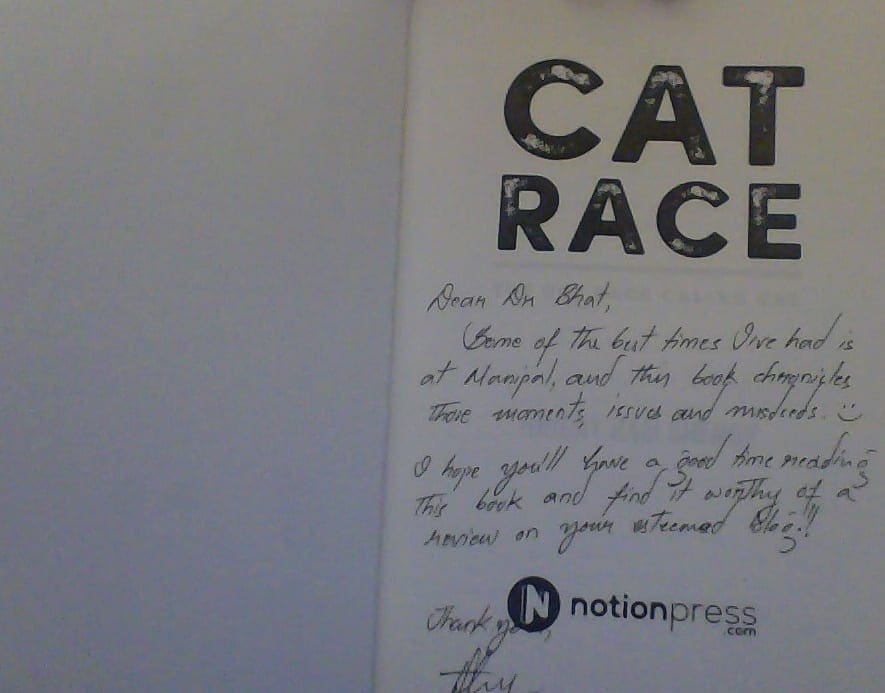 CAT
RACE
Dear Dr Bhat,
Some of the best times I've had is
at Manipal, and this book chronicles
those moments, issues and misdeeds.
I hope you'll have a good time reading
this book and find it worthy of a
review on your esteemed Blog!!
Thank you,
N notionpress
.com